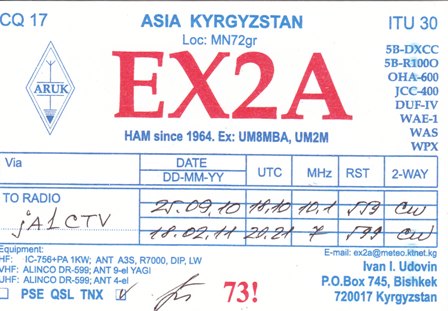 CQ 17 ASIA KYRGYZSTAN ITU 30
Loc: MN72gr
ARUK
EX2A
5B-DXCC
5B-R100O
OHA-600
JCC-400
DUF-IV
WAE-1
WAS
WPX
HAM since 1964. Ex: UM8MBA, UM2M
Via DATE DD-MM-YY UTC MHz RST 2-WAY
TO RADIO 25.09.10 18,10 10,1 559 CW
JA1CTV 18.02.11 20,21 7 599 CW
Equipment: E-mail: ex2a@meteo.ktnet.kg
HF: IC-756+PA 1KW; ANT A3S, R7000, DIP, LW
VHF: ALINCO DR-599; ANT 9-el YAGI Ivan I. Udovin
UHF: ALINCO DR-599; ANT 4-el P.O.Box 745, Bishkek
PSE QSL TNX 73! 720017 Kyrgyzstan